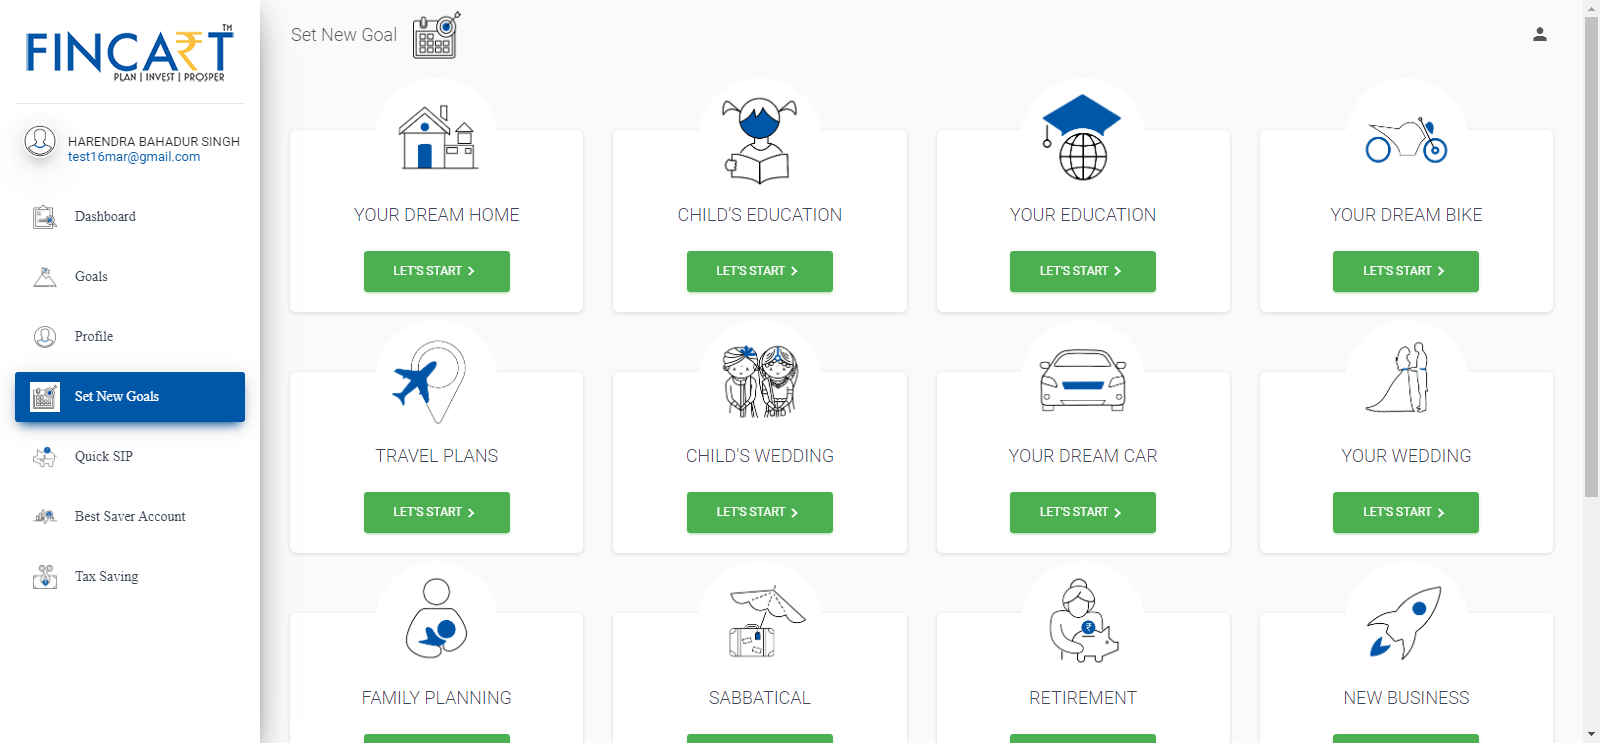 FINCART™
PLAN | INVEST | PROSPER
HARENDRA BAHADUR SINGH
test16mar@gmail.com
Dashboard
Goals
Profile
Set New Goals
Quick SIP
Best Saver Account
Tax Saving
Set New Goal
YOUR DREAM HOME
LET'S START
CHILD'S EDUCATION
LET'S START
YOUR EDUCATION
LET'S START
YOUR DREAM BIKE
LET'S START
TRAVEL PLANS
LET'S START
CHILD'S WEDDING
LET'S START
YOUR DREAM CAR
LET'S START
YOUR WEDDING
LET'S START
FAMILY PLANNING
SABBATICAL
₹
RETIREMENT
NEW BUSINESS